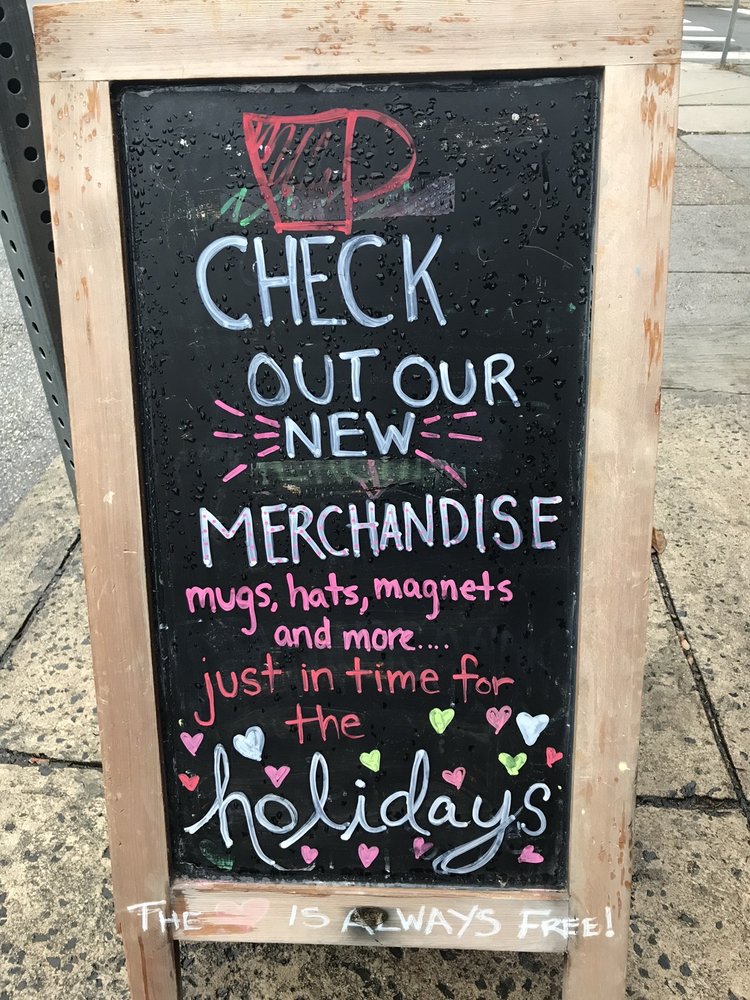 CHECK
OUT OUR
NEW
MERCHANDISE
mugs, hats, magnets
and more....
just in time for
the
holidays
THE ❤ IS ALWAYS FREE!